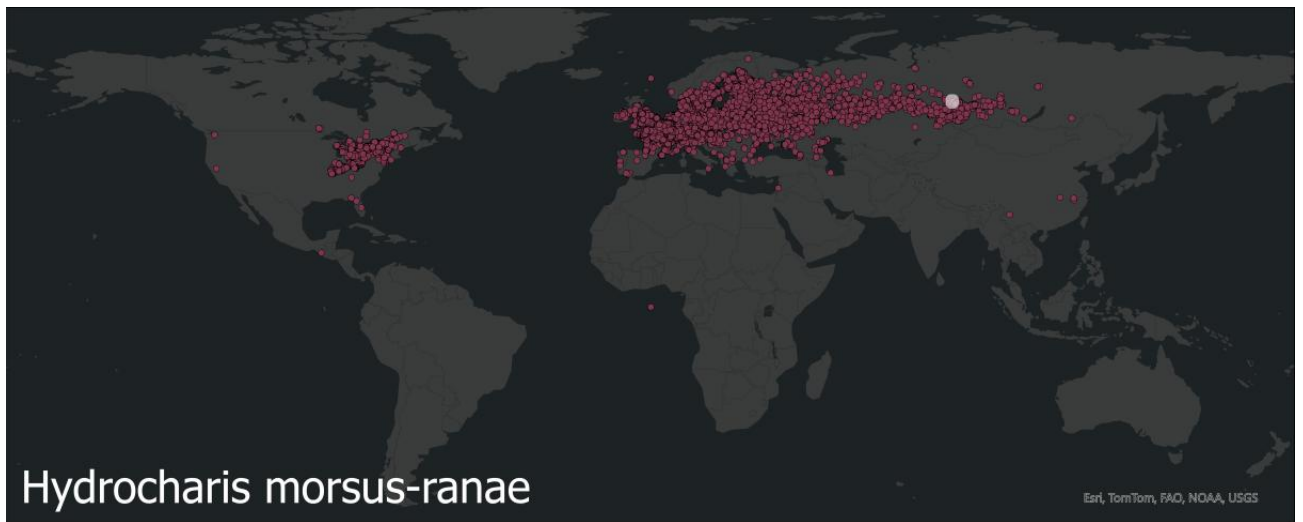 Hydrocharis morsus-ranae
Esri, TomTom, FAO, NOAA, USGS